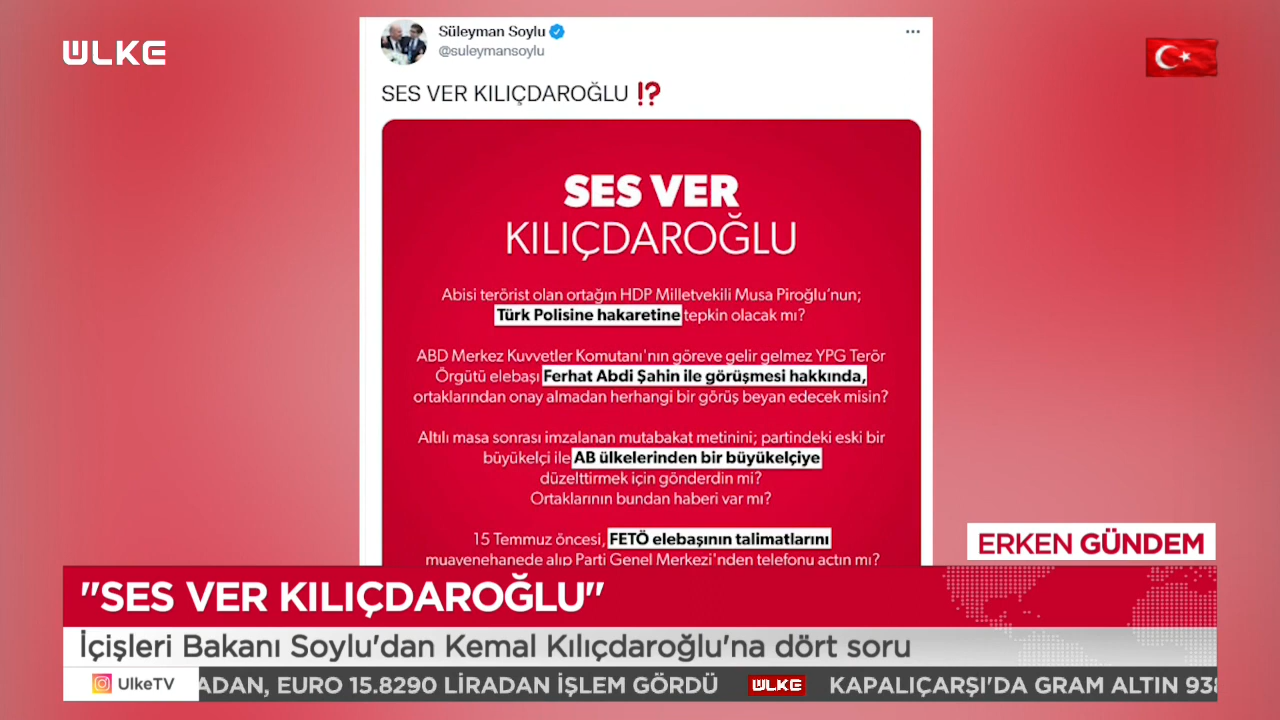 ÜLKE
Süleyman Soylu
@suleymansoylu
SES VER KILIÇDAROĞLU ⁉
SES VER
KILIÇDAROĞLU
Abisi terörist olan ortağın HDP Milletvekili Musa Piroğlu'nun;
Türk Polisine hakaretine tepkin olacak mı?
ABD Merkez Kuvvetler Komutanı'nın göreve gelir gelmez YPG Terör
Örgütü elebaşı Ferhat Abdi Şahin ile görüşmesi hakkında,
ortaklarından onay almadan herhangi bir görüş beyan edecek misin?
Altılı masa sonrası imzalanan mutabakat metinini; partindeki eski bir
büyükelçi ile AB ülkelerinden bir büyükelçiye
düzelttirmek için gönderdin mi?
Ortaklarının bundan haberi var mı?
15 Temmuz öncesi, FETÖ elebaşının talimatlarını
muayenehanede alıp Parti Genel Merkezi'nden telefonu açtın mı?
ERKEN GÜNDEM
"SES VER KILIÇDAROĞLU"
İçişleri Bakanı Soylu'dan Kemal Kılıçdaroğlu'na dört soru
UlkeTV
ADAN, EURO 15.8290 LİRADAN İŞLEM GÖRDÜ ÜLKE KAPALIÇARŞI'DA GRAM ALTIN 938